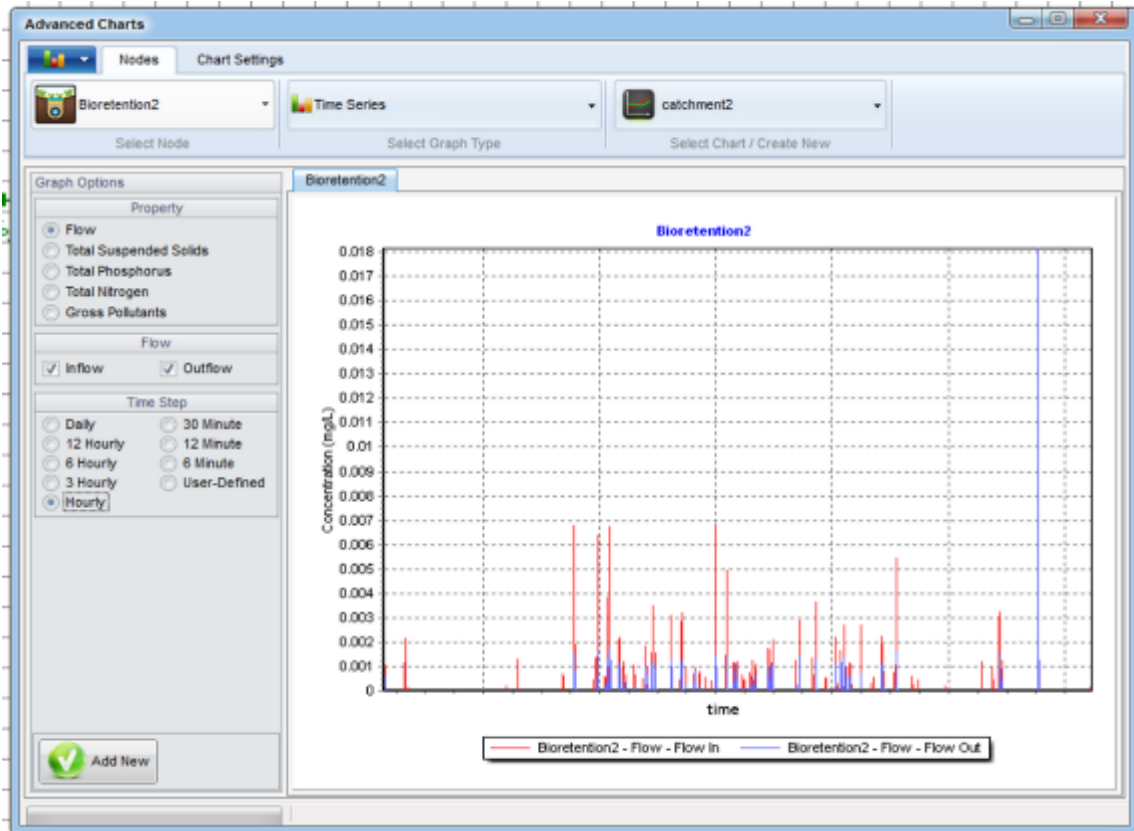 Advanced Charts
Nodes Chart Settings
Bioretention2 Time Series catchment2
Select Node Select Graph Type Select Chart / Create New
Graph Options
Property
Flow
Total Suspended Solids
Total Phosphorus
Total Nitrogen
Gross Pollutants
Flow
Inflow Outflow
Time Step
Daily 30 Minute
12 Hourly 12 Minute
6 Hourly 6 Minute
3 Hourly User-Defined
Hourly
Add New
Bioretention2
Bioretention2
Concentration (mg/L)
0.018
0.017
0.016
0.015
0.014
0.013
0.012
0.011
0.01
0.009
0.008
0.007
0.006
0.005
0.004
0.003
0.002
0.001
0
time
Bioretention2 - Flow - Flow In Bioretention2 - Flow - Flow Out